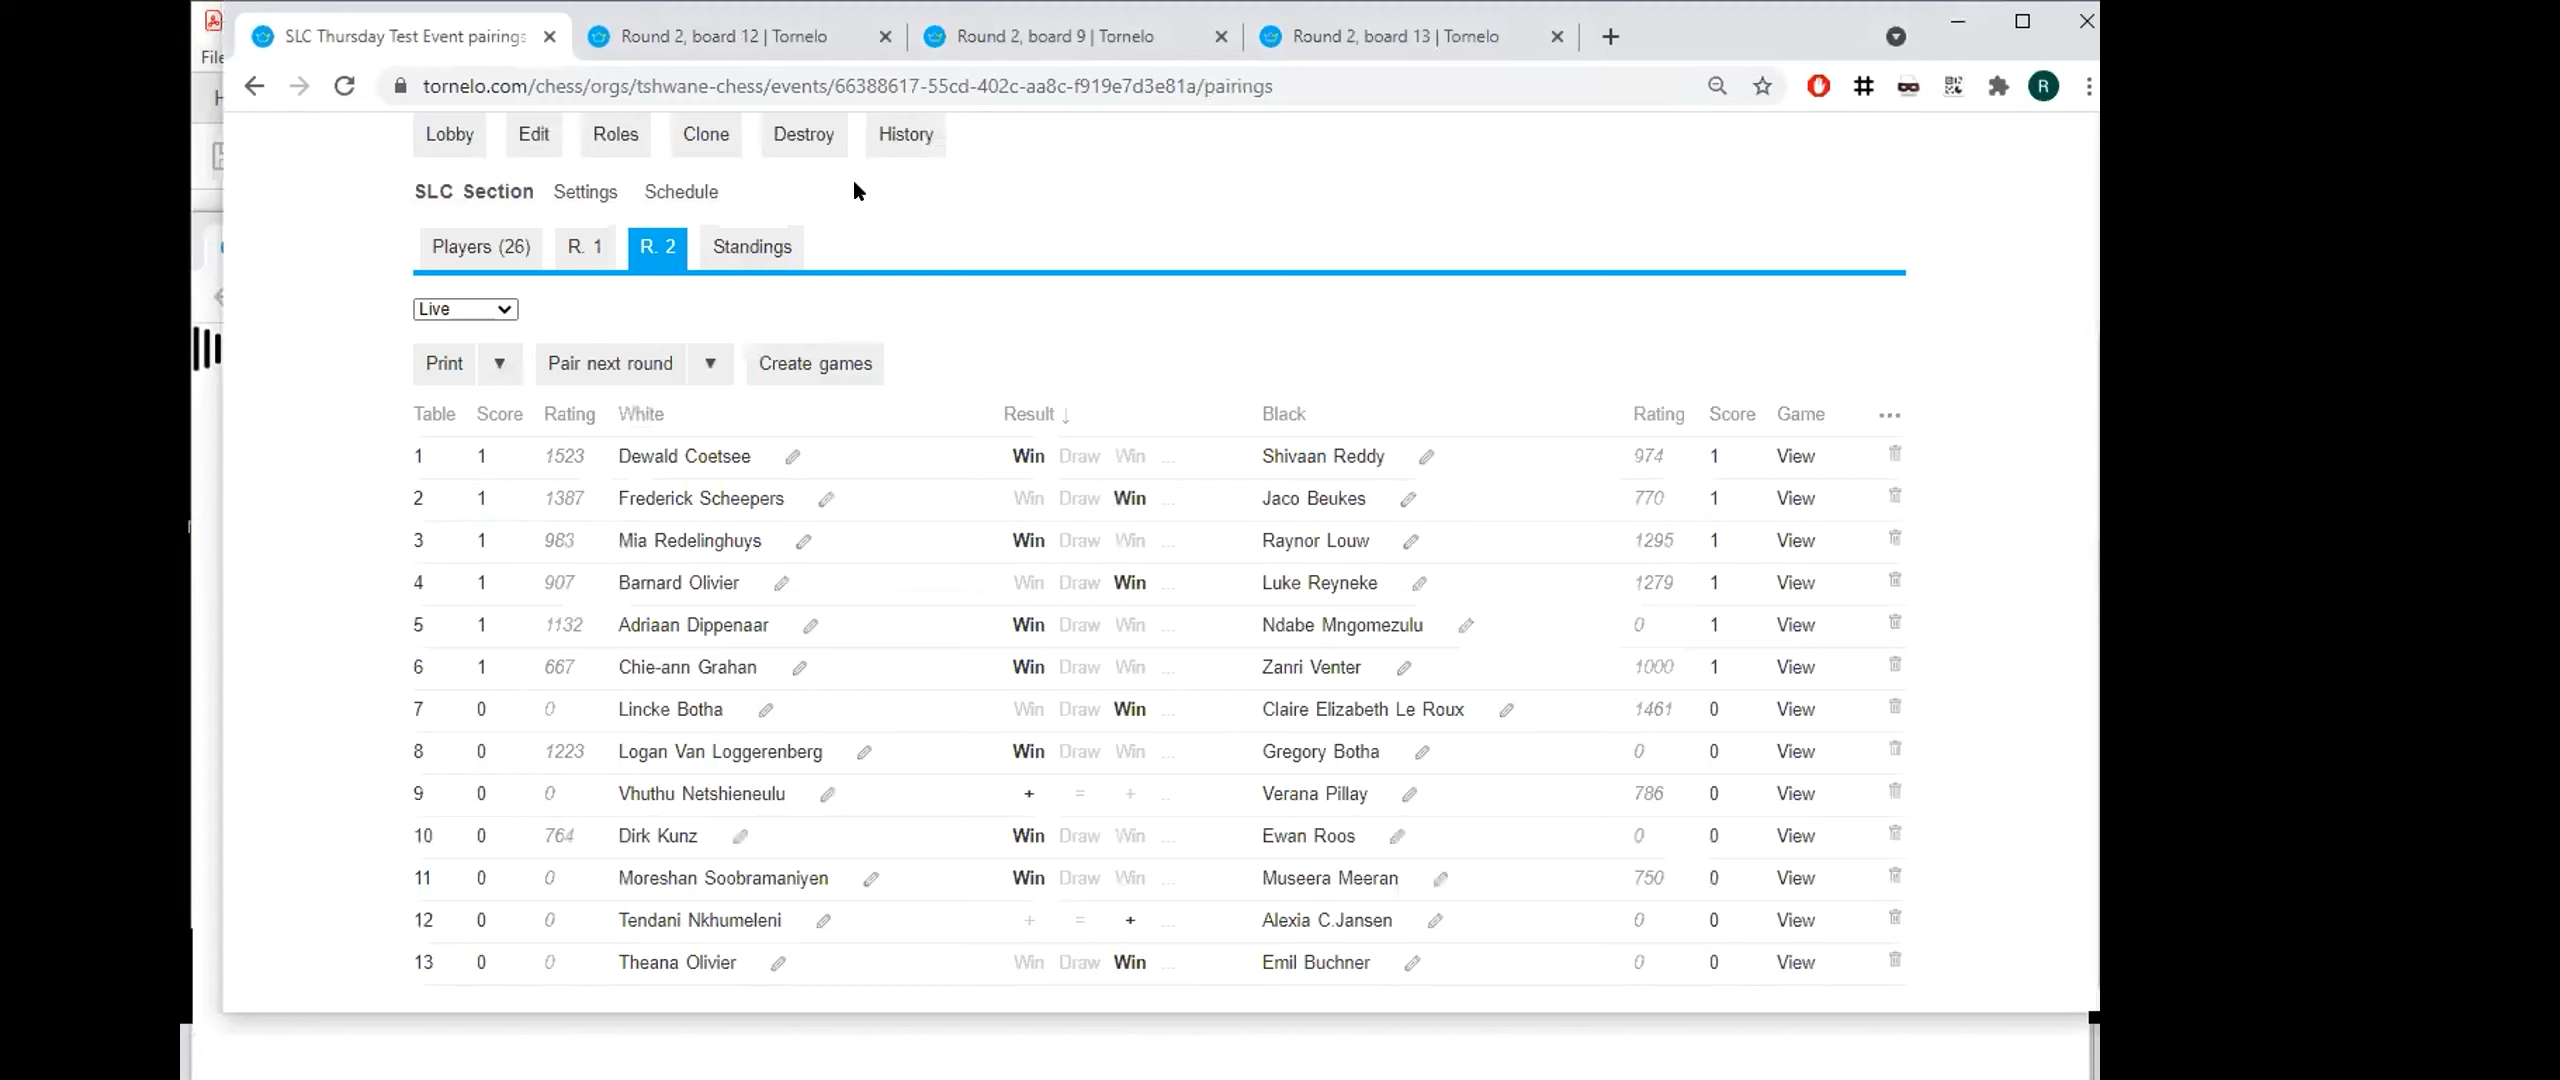 SLC Thursday Test Event pairings
Round 2, board 12 | Tornelo
Round 2, board 9 | Tornelo
Round 2, board 13 | Tornelo
File
tornelo.com/chess/orgs/tshwane-chess/events/66388617-55cd-402c-aa8c-f919e7d3e81a/pairings
R
Lobby Edit Roles Clone Destroy History
SLC Section Settings Schedule
Players (26) R. 1 R. 2 Standings
Live
Print ▼ Pair next round ▼ Create games
Table Score Rating White Result ↓ Black Rating Score Game ...
1 1 1523 Dewald Coetsee Win Draw Win ... Shivaan Reddy 974 1 View
2 1 1387 Frederick Scheepers Win Draw Win ... Jaco Beukes 770 1 View
3 1 983 Mia Redelinghuys Win Draw Win ... Raynor Louw 1295 1 View
4 1 907 Barnard Olivier Win Draw Win ... Luke Reyneke 1279 1 View
5 1 1132 Adriaan Dippenaar Win Draw Win ... Ndabe Mngomezulu 0 1 View
6 1 667 Chie-ann Grahan Win Draw Win ... Zanri Venter 1000 1 View
7 0 0 Lincke Botha Win Draw Win ... Claire Elizabeth Le Roux 1461 0 View
8 0 1223 Logan Van Loggerenberg Win Draw Win ... Gregory Botha 0 0 View
9 0 0 Vhuthu Netshieneulu + = + ... Verana Pillay 786 0 View
10 0 764 Dirk Kunz Win Draw Win ... Ewan Roos 0 0 View
11 0 0 Moreshan Soobramaniyen Win Draw Win ... Museera Meeran 750 0 View
12 0 0 Tendani Nkhumeleni + = + ... Alexia C.Jansen 0 0 View
13 0 0 Theana Olivier Win Draw Win ... Emil Buchner 0 0 View